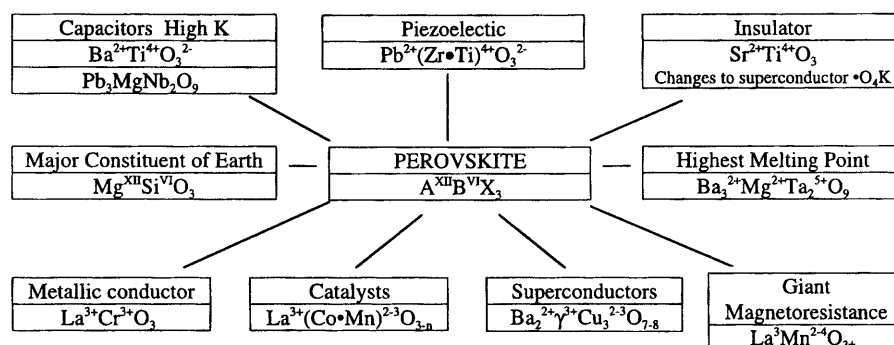 Capacitors High K
Ba²⁺Ti⁴⁺O₃²⁻
Pb₃MgNb₂O₉
Piezoelectic
Pb²⁺(Zr•Ti)⁴⁺O₃²⁻
Insulator
Sr²⁺Ti⁴⁺O₃
Changes to superconductor •O₄K
Major Constituent of Earth
Mg^XII Si^VI O₃
PEROVSKITE
A^XII B^VI X₃
Highest Melting Point
Ba₃²⁺Mg²⁺Ta₂⁵⁺O₉
Metallic conductor
La³⁺Cr³⁺O₃
Catalysts
La³⁺(Co•Mn)²⁻³O₃₋ₙ
Superconductors
Ba₂²⁺γ³⁺Cu₃²⁻³O₇₋₈
Giant
Magnetoresistance
La³Mn²⁻⁴O₃₊